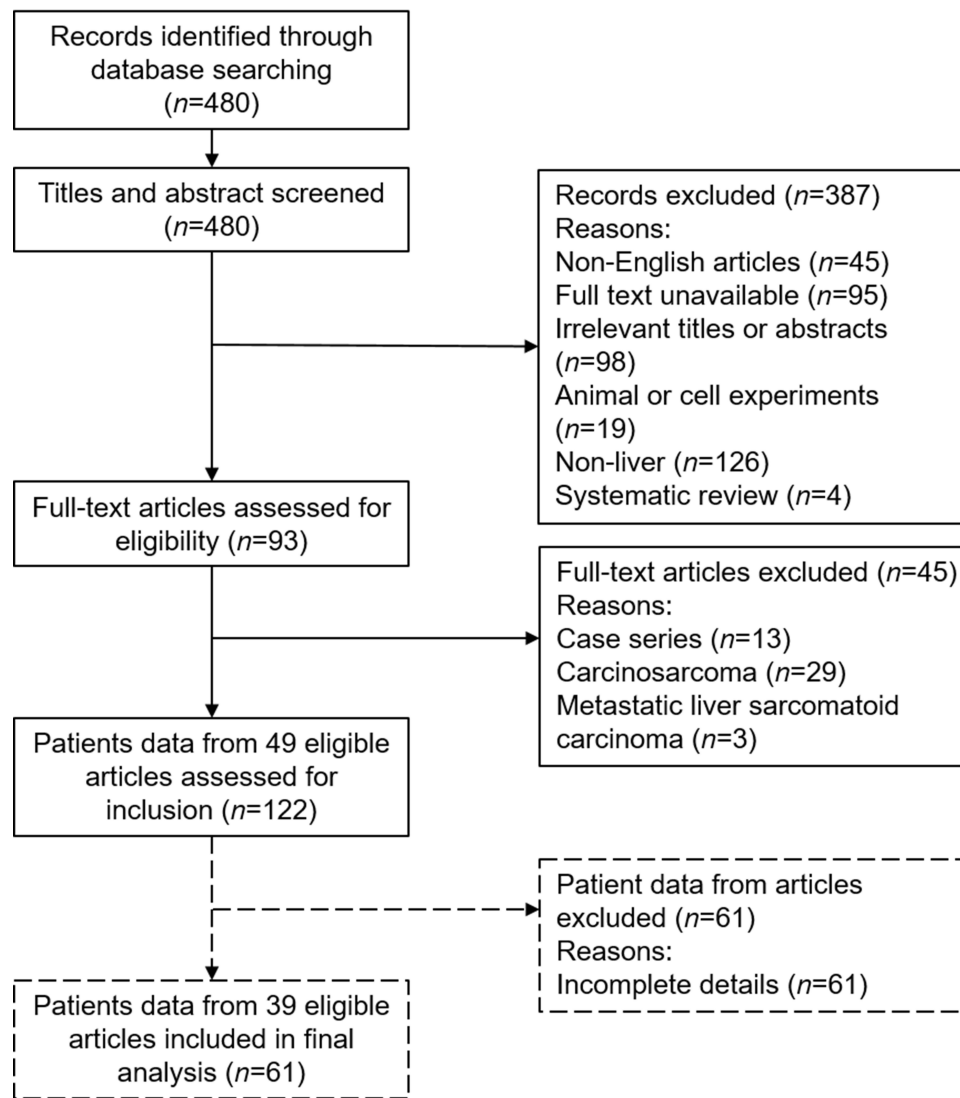 Records identified through
database searching
(n=480)
Titles and abstract screened
(n=480)
Records excluded (n=387)
Reasons:
Non-English articles (n=45)
Full text unavailable (n=95)
Irrelevant titles or abstracts
(n=98)
Animal or cell experiments
(n=19)
Non-liver (n=126)
Systematic review (n=4)
Full-text articles assessed for
eligibility (n=93)
Full-text articles excluded (n=45)
Reasons:
Case series (n=13)
Carcinosarcoma (n=29)
Metastatic liver sarcomatoid
carcinoma (n=3)
Patients data from 49 eligible
articles assessed for
inclusion (n=122)
Patient data from articles
excluded (n=61)
Reasons:
Incomplete details (n=61)
Patients data from 39 eligible
articles included in final
analysis (n=61)